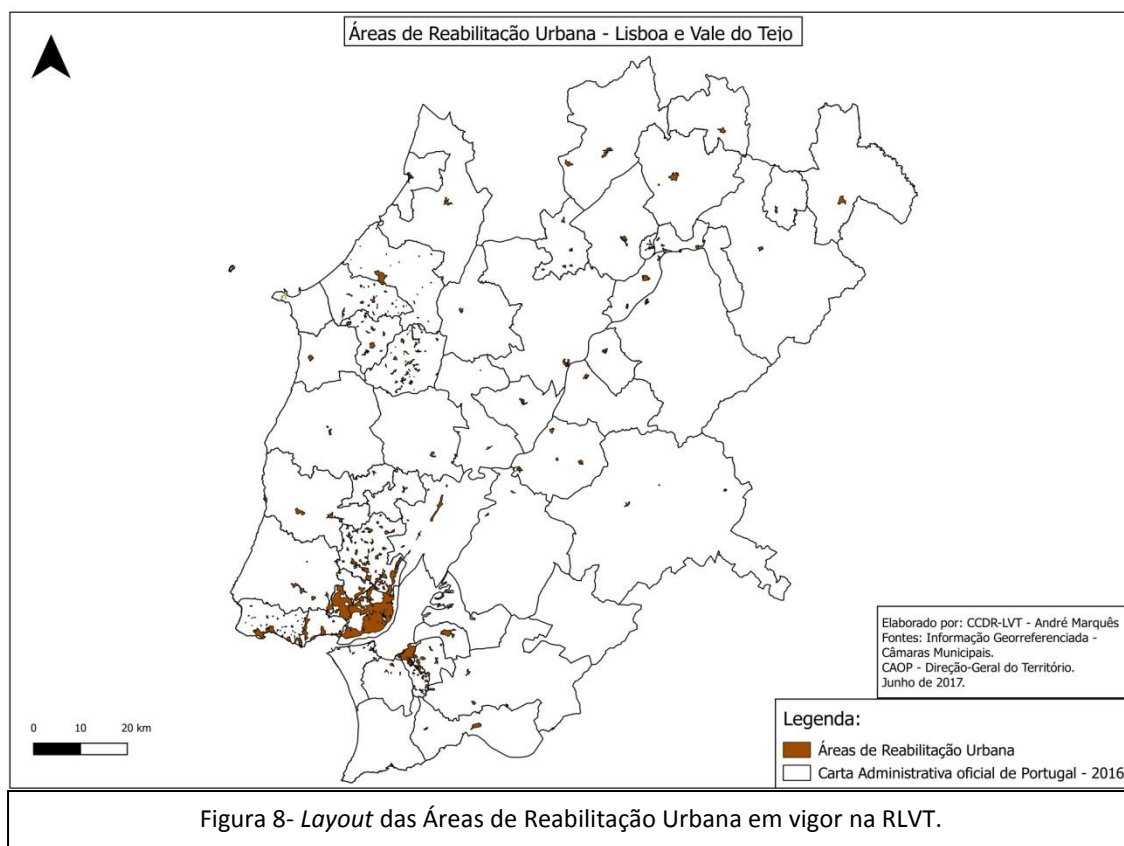 Áreas de Reabilitação Urbana - Lisboa e Vale do Tejo
Elaborado por: CCDR-LVT - André Marquês
Fontes: Informação Georreferenciada -
Câmaras Municipais.
CAOP - Direção-Geral do Território.
Junho de 2017.
0 10 20 km
Legenda:
Áreas de Reabilitação Urbana
Carta Administrativa oficial de Portugal - 2016
Figura 8- Layout das Áreas de Reabilitação Urbana em vigor na RLVT.